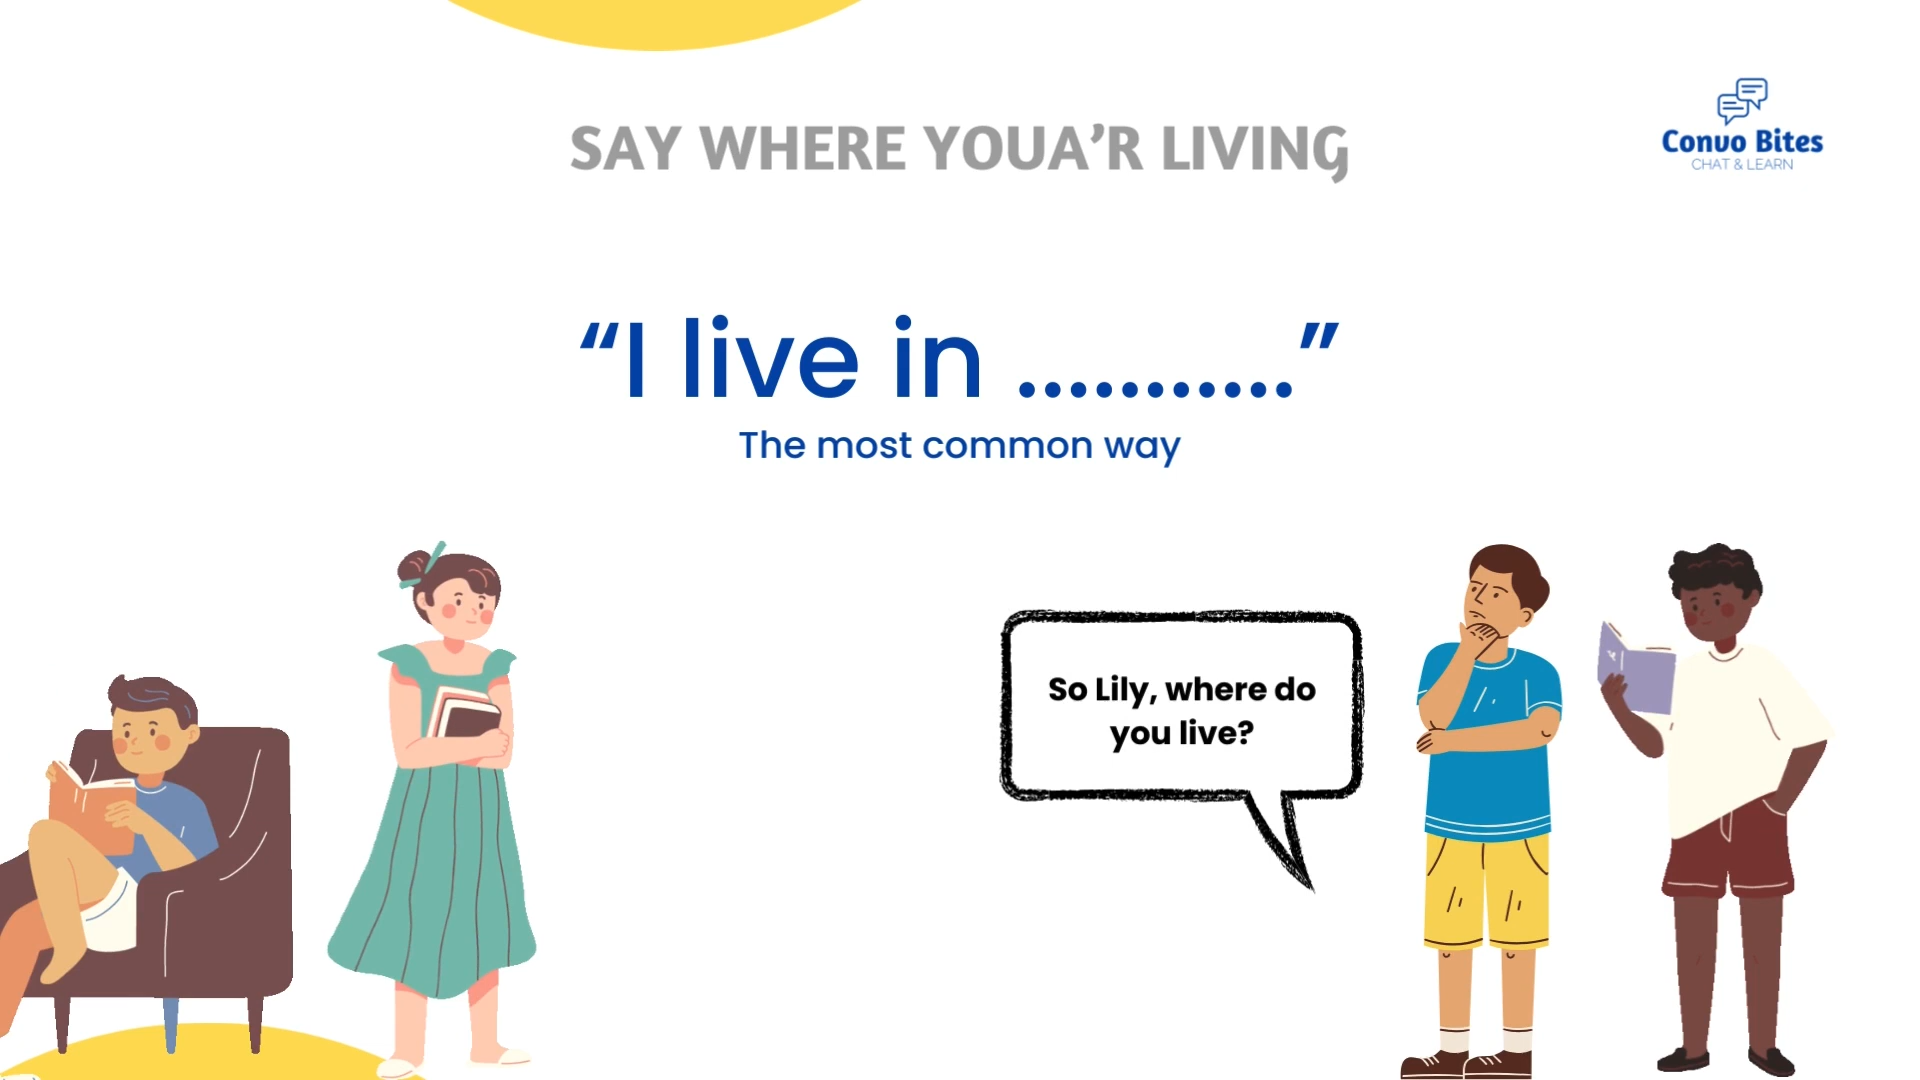 SAY WHERE YOUA’R LIVING
Convo Bites
CHAT & LEARN
“I live in ...........”
The most common way
So Lily, where do
you live?